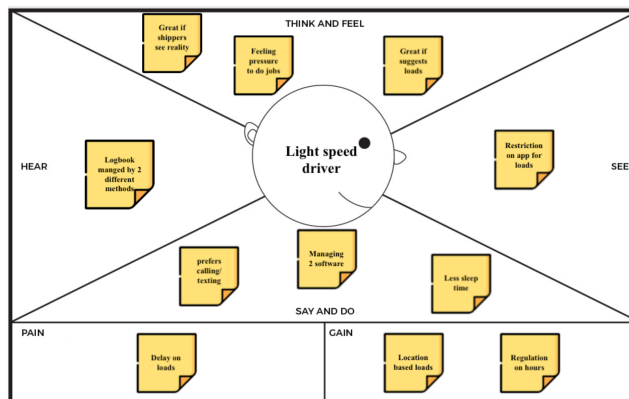 THINK AND FEEL
Great if
shippers
see reality
Feeling
pressure
to do jobs
Great if
suggests
loads
HEAR
Logbook
manged by 2
different
methods
Light speed
driver
Restriction
on app for
loads
SEE
prefers
calling/
texting
Managing
2 software
Less sleep
time
SAY AND DO
PAIN
Delay on
loads
GAIN
Location
based loads
Regulation
on hours